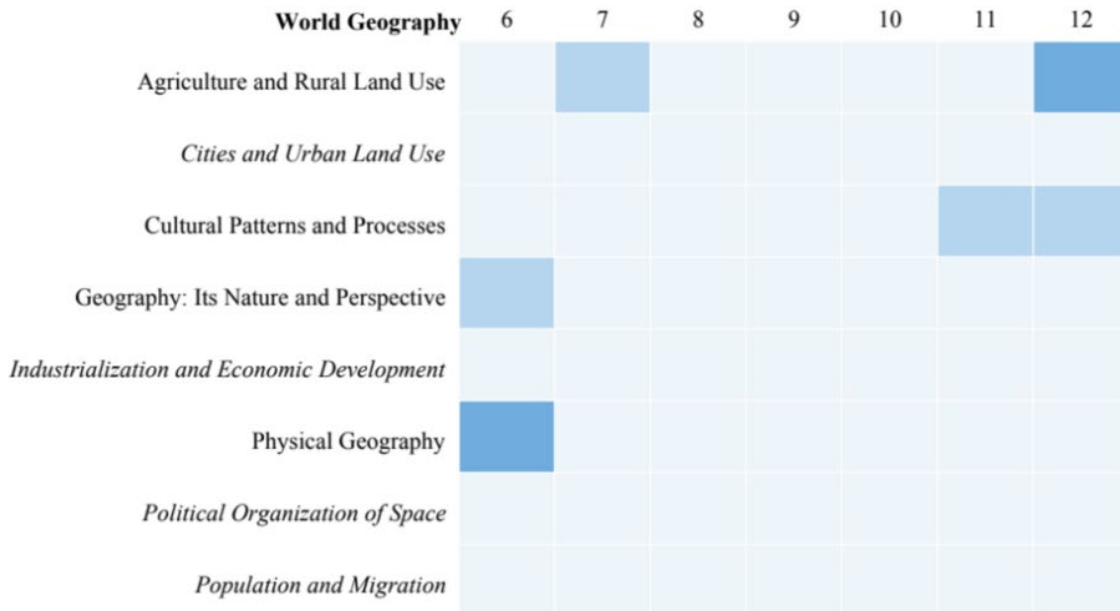 World Geography 6 7 8 9 10 11 12
Agriculture and Rural Land Use
Cities and Urban Land Use
Cultural Patterns and Processes
Geography: Its Nature and Perspective
Industrialization and Economic Development
Physical Geography
Political Organization of Space
Population and Migration